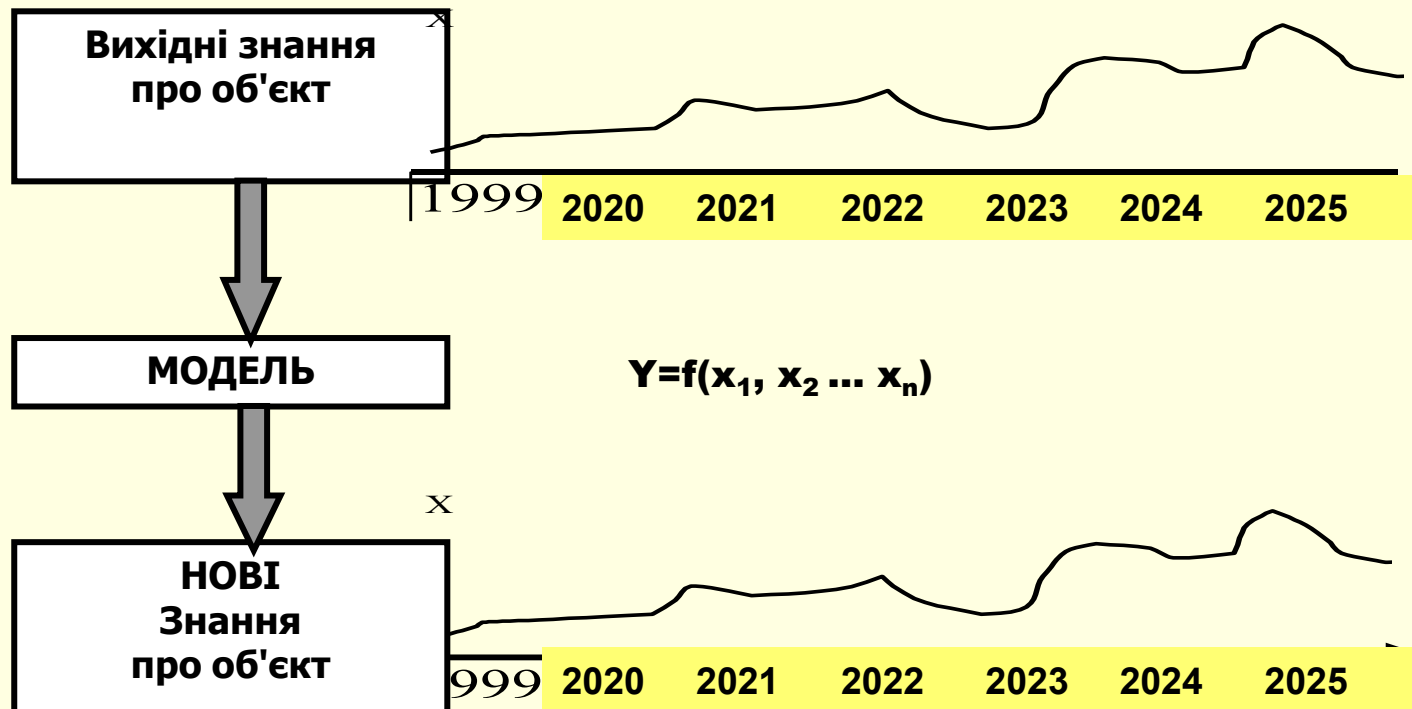 Вихідні знання
про об'єкт
x
1999 2020 2021 2022 2023 2024 2025
МОДЕЛЬ
Y=f(x₁, x₂ ... xₙ)
x
НОВІ
Знання
про об'єкт
999 2020 2021 2022 2023 2024 2025